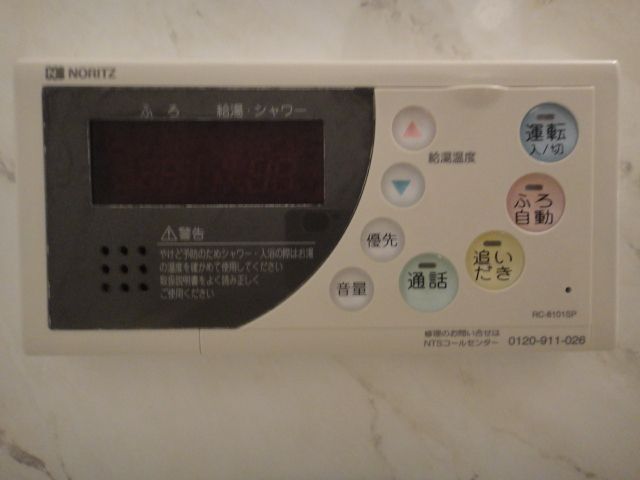 NORITZ
ふろ 給湯・シャワー
運転
入/切
給湯温度
ふろ
自動
優先
追い
だき
通話
音量
⚠警告
やけど予防のためシャワー・入浴の際はお湯
の温度を確かめて使用してください
取扱説明書をよく読み正しく
ご使用ください
RC-8101SP
修理のお問い合せは
NTSコールセンター 0120-911-026